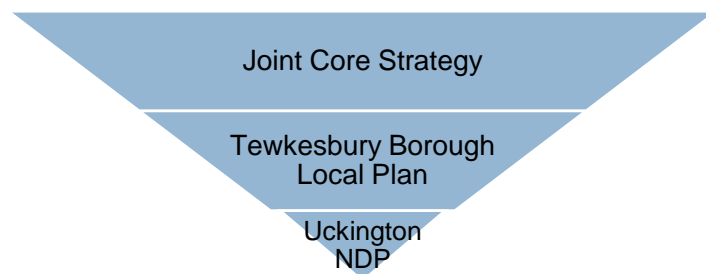 Joint Core Strategy
Tewkesbury Borough
Local Plan
Uckington
NDP